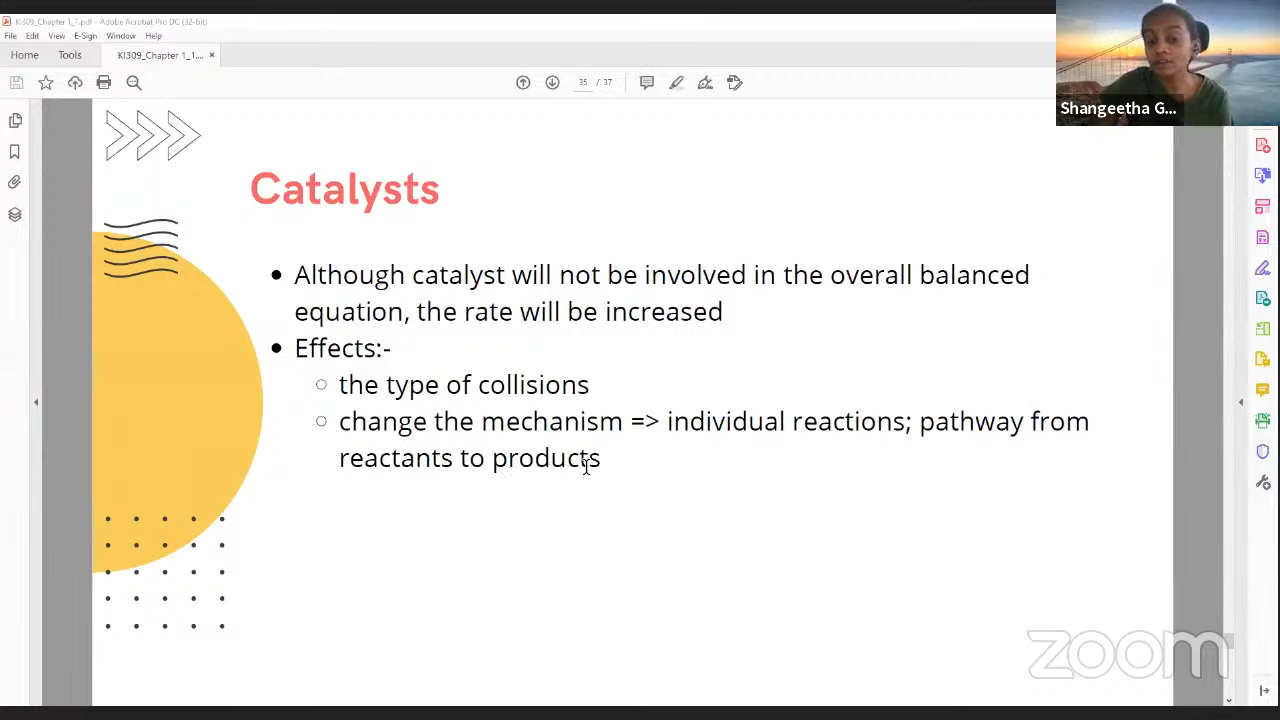 KI309_Chapter 1_1.pdf - Adobe Acrobat Pro DC (32-bit)
File Edit View E-Sign Window Help
Home Tools KI309_Chapter 1_1.... ×
35 / 37
Shangeetha G...
Catalysts
• Although catalyst will not be involved in the overall balanced
equation, the rate will be increased
• Effects:-
○ the type of collisions
○ change the mechanism => individual reactions; pathway from
reactants to products
zoom